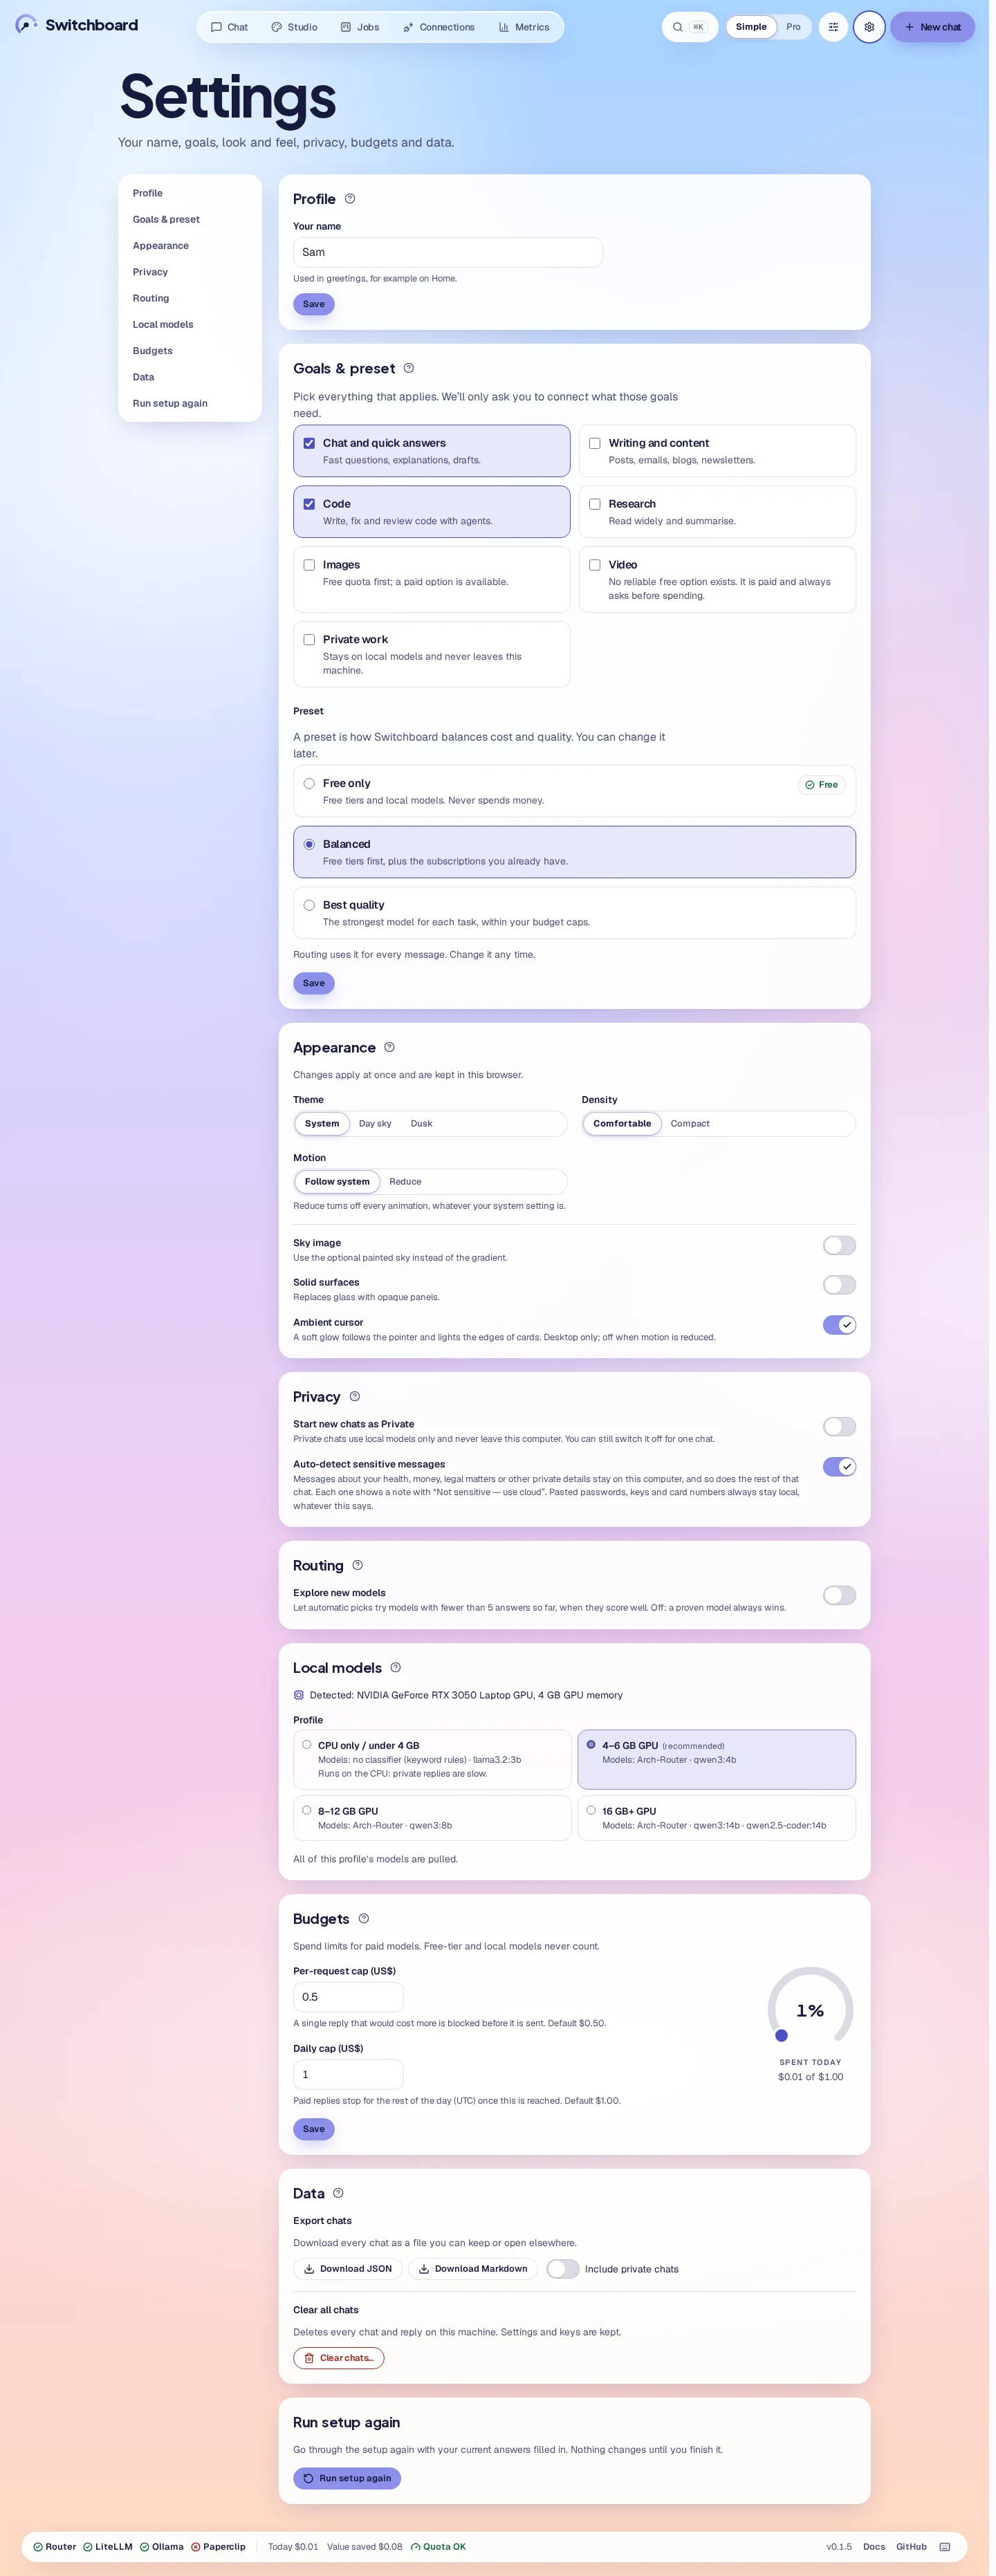 Switchboard
Chat
Studio
Jobs
Connections
Metrics
⌘K
Simple
Pro
New chat
Settings
Your name, goals, look and feel, privacy, budgets and data.
Profile
Goals & preset
Appearance
Privacy
Routing
Local models
Budgets
Data
Run setup again
Profile
Your name
Sam
Used in greetings, for example on Home.
Save
Goals & preset
Pick everything that applies. We'll only ask you to connect what those goals
need.
Chat and quick answers
Fast questions, explanations, drafts.
Writing and content
Posts, emails, blogs, newsletters.
Code
Write, fix and review code with agents.
Research
Read widely and summarise.
Images
Free quota first; a paid option is available.
Video
No reliable free option exists. It is paid and always
asks before spending.
Private work
Stays on local models and never leaves this
machine.
Preset
A preset is how Switchboard balances cost and quality. You can change it
later.
Free only
Free tiers and local models. Never spends money.
Free
Balanced
Free tiers first, plus the subscriptions you already have.
Best quality
The strongest model for each task, within your budget caps.
Routing uses it for every message. Change it any time.
Save
Appearance
Changes apply at once and are kept in this browser.
Theme
System
Day sky
Dusk
Density
Comfortable
Compact
Motion
Follow system
Reduce
Reduce turns off every animation, whatever your system setting is.
Sky image
Use the optional painted sky instead of the gradient.
Solid surfaces
Replaces glass with opaque panels.
Ambient cursor
A soft glow follows the pointer and lights the edges of cards. Desktop only; off when motion is reduced.
Privacy
Start new chats as Private
Private chats use local models only and never leave this computer. You can still switch it off for one chat.
Auto-detect sensitive messages
Messages about your health, money, legal matters or other private details stay on this computer, and so does the rest of that
chat. Each one shows a note with “Not sensitive — use cloud”. Pasted passwords, keys and card numbers always stay local,
whatever this says.
Routing
Explore new models
Let automatic picks try models with fewer than 5 answers so far, when they score well. Off: a proven model always wins.
Local models
Detected: NVIDIA GeForce RTX 3050 Laptop GPU, 4 GB GPU memory
Profile
CPU only / under 4 GB
Models: no classifier (keyword rules) · llama3.2:3b
Runs on the CPU: private replies are slow.
4–6 GB GPU (recommended)
Models: Arch-Router · qwen3:4b
8–12 GB GPU
Models: Arch-Router · qwen3:8b
16 GB+ GPU
Models: Arch-Router · qwen3:14b · qwen2.5-coder:14b
All of this profile's models are pulled.
Budgets
Spend limits for paid models. Free-tier and local models never count.
Per-request cap (US$)
0.5
A single reply that would cost more is blocked before it is sent. Default $0.50.
Daily cap (US$)
1
Paid replies stop for the rest of the day (UTC) once this is reached. Default $1.00.
Save
1%
SPENT TODAY
$0.01 of $1.00
Data
Export chats
Download every chat as a file you can keep or open elsewhere.
Download JSON
Download Markdown
Include private chats
Clear all chats
Deletes every chat and reply on this machine. Settings and keys are kept.
Clear chats…
Run setup again
Go through the setup again with your current answers filled in. Nothing changes until you finish it.
Run setup again
Router
LiteLLM
Ollama
Paperclip
Today $0.01
Value saved $0.08
Quota OK
v0.1.5
Docs
GitHub